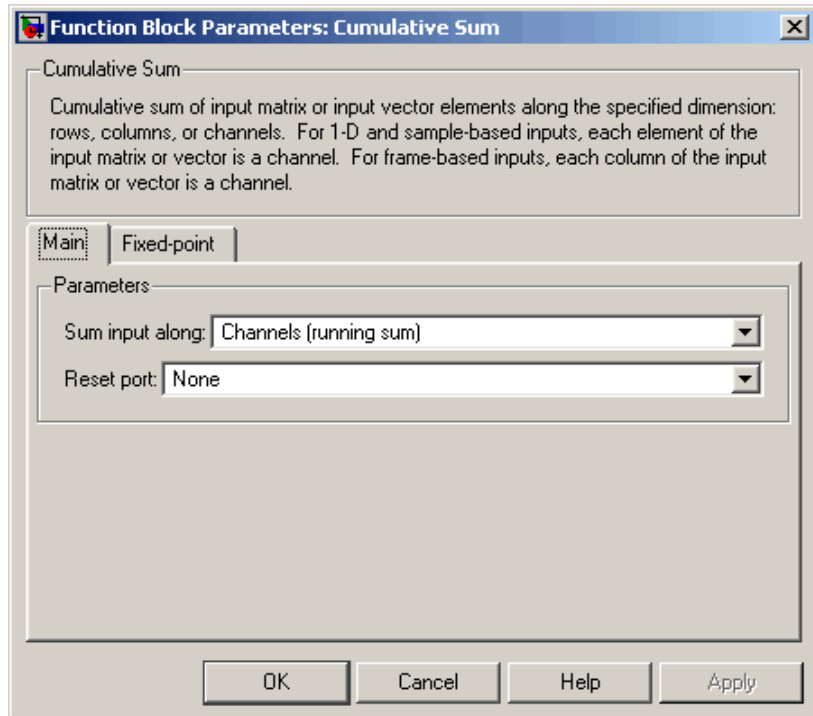 Function Block Parameters: Cumulative Sum
Cumulative Sum
Cumulative sum of input matrix or input vector elements along the specified dimension:
rows, columns, or channels.  For 1-D and sample-based inputs, each element of the
input matrix or vector is a channel.  For frame-based inputs, each column of the input
matrix or vector is a channel.
Main
Fixed-point
Parameters
Sum input along: Channels (running sum)
Reset port: None
OK
Cancel
Help
Apply